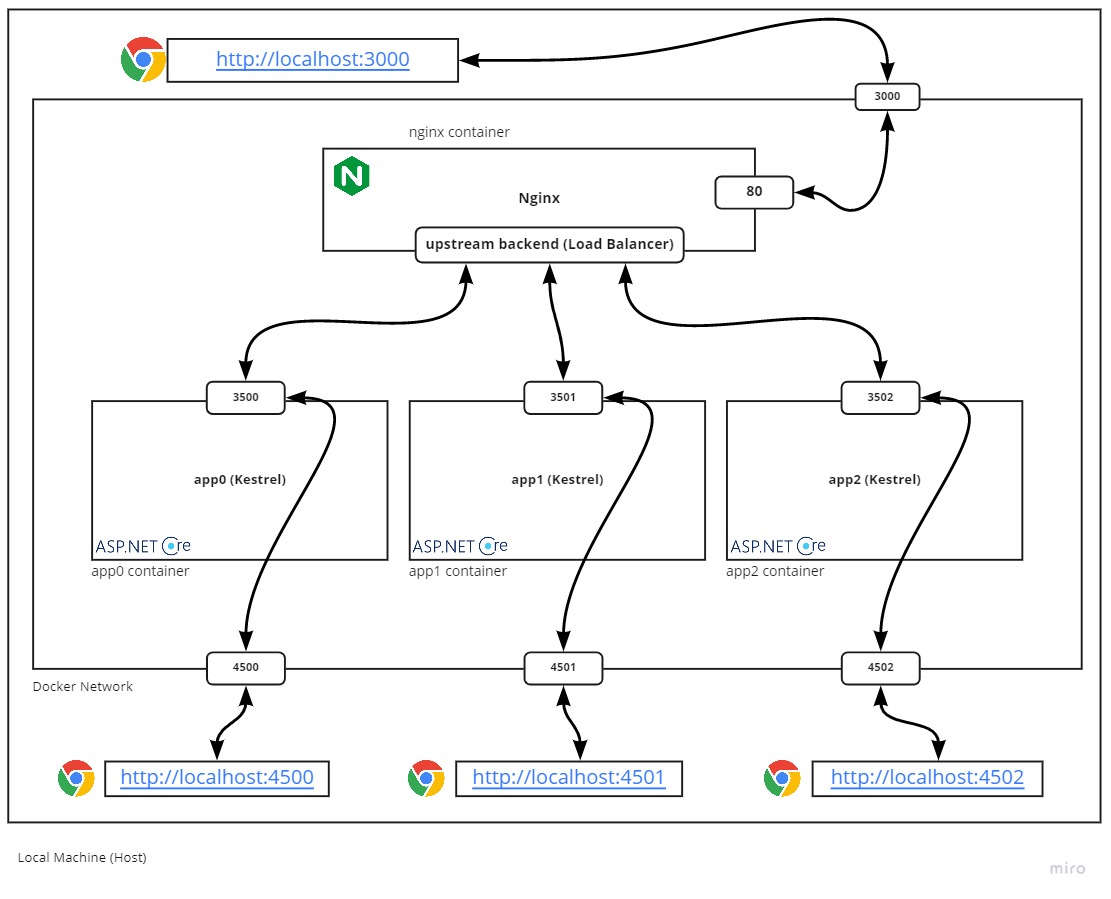 http://localhost:3000
3000
nginx container
N
Nginx
80
upstream backend (Load Balancer)
3500
3501
3502
app0 (Kestrel)
app1 (Kestrel)
app2 (Kestrel)
ASP.NET Core
ASP.NET Core
ASP.NET Core
app0 container
app1 container
app2 container
4500
4501
4502
Docker Network
http://localhost:4500
http://localhost:4501
http://localhost:4502
Local Machine (Host)
miro